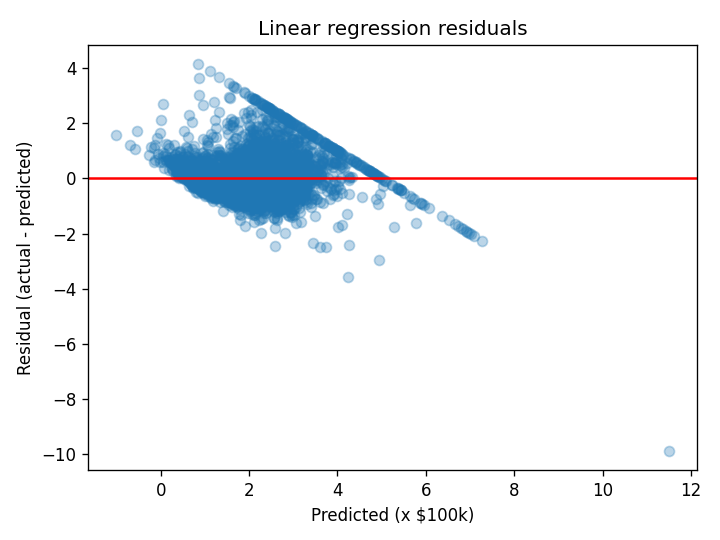 Linear regression residuals
Residual (actual - predicted)
4
2
0
−2
−4
−6
−8
−10
0 2 4 6 8 10 12
Predicted (x $100k)